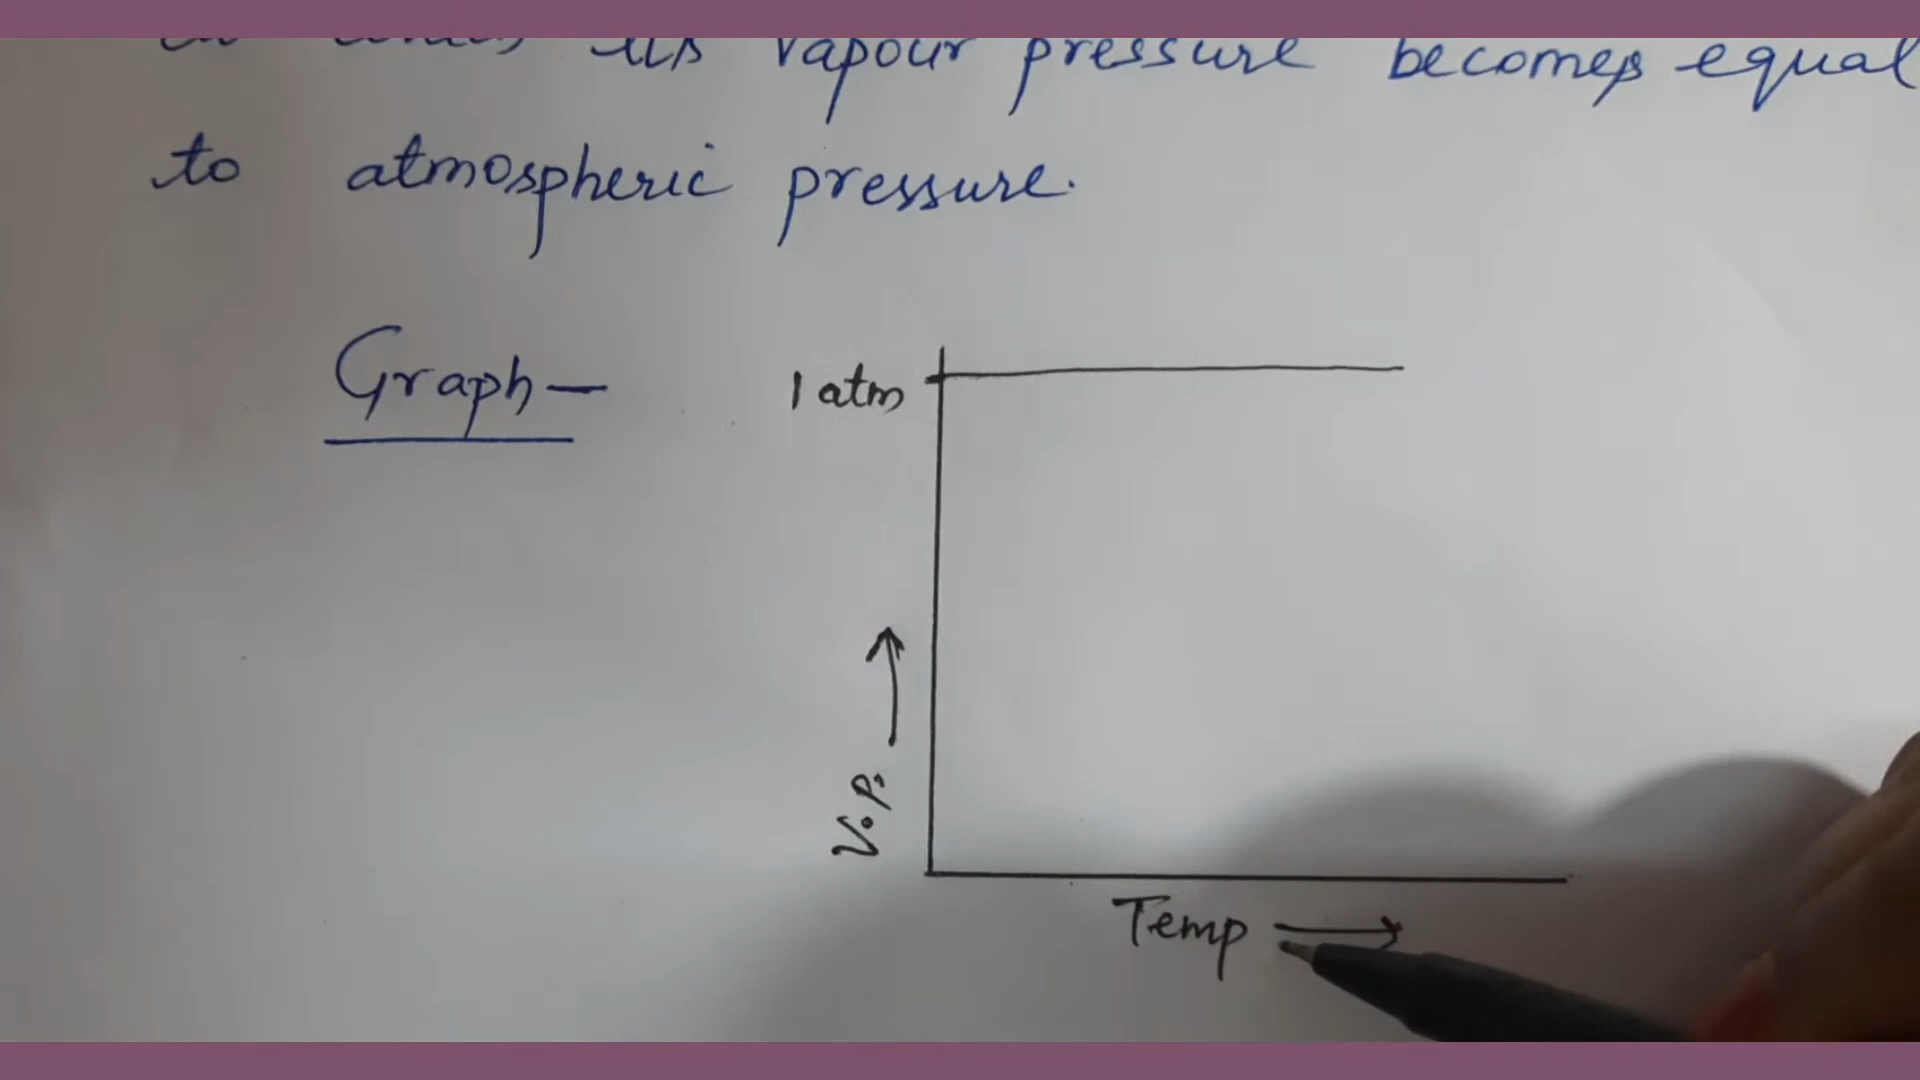 its vapour pressure becomes equal
to atmospheric pressure.
Graph—
1 atm
V.P.
Temp